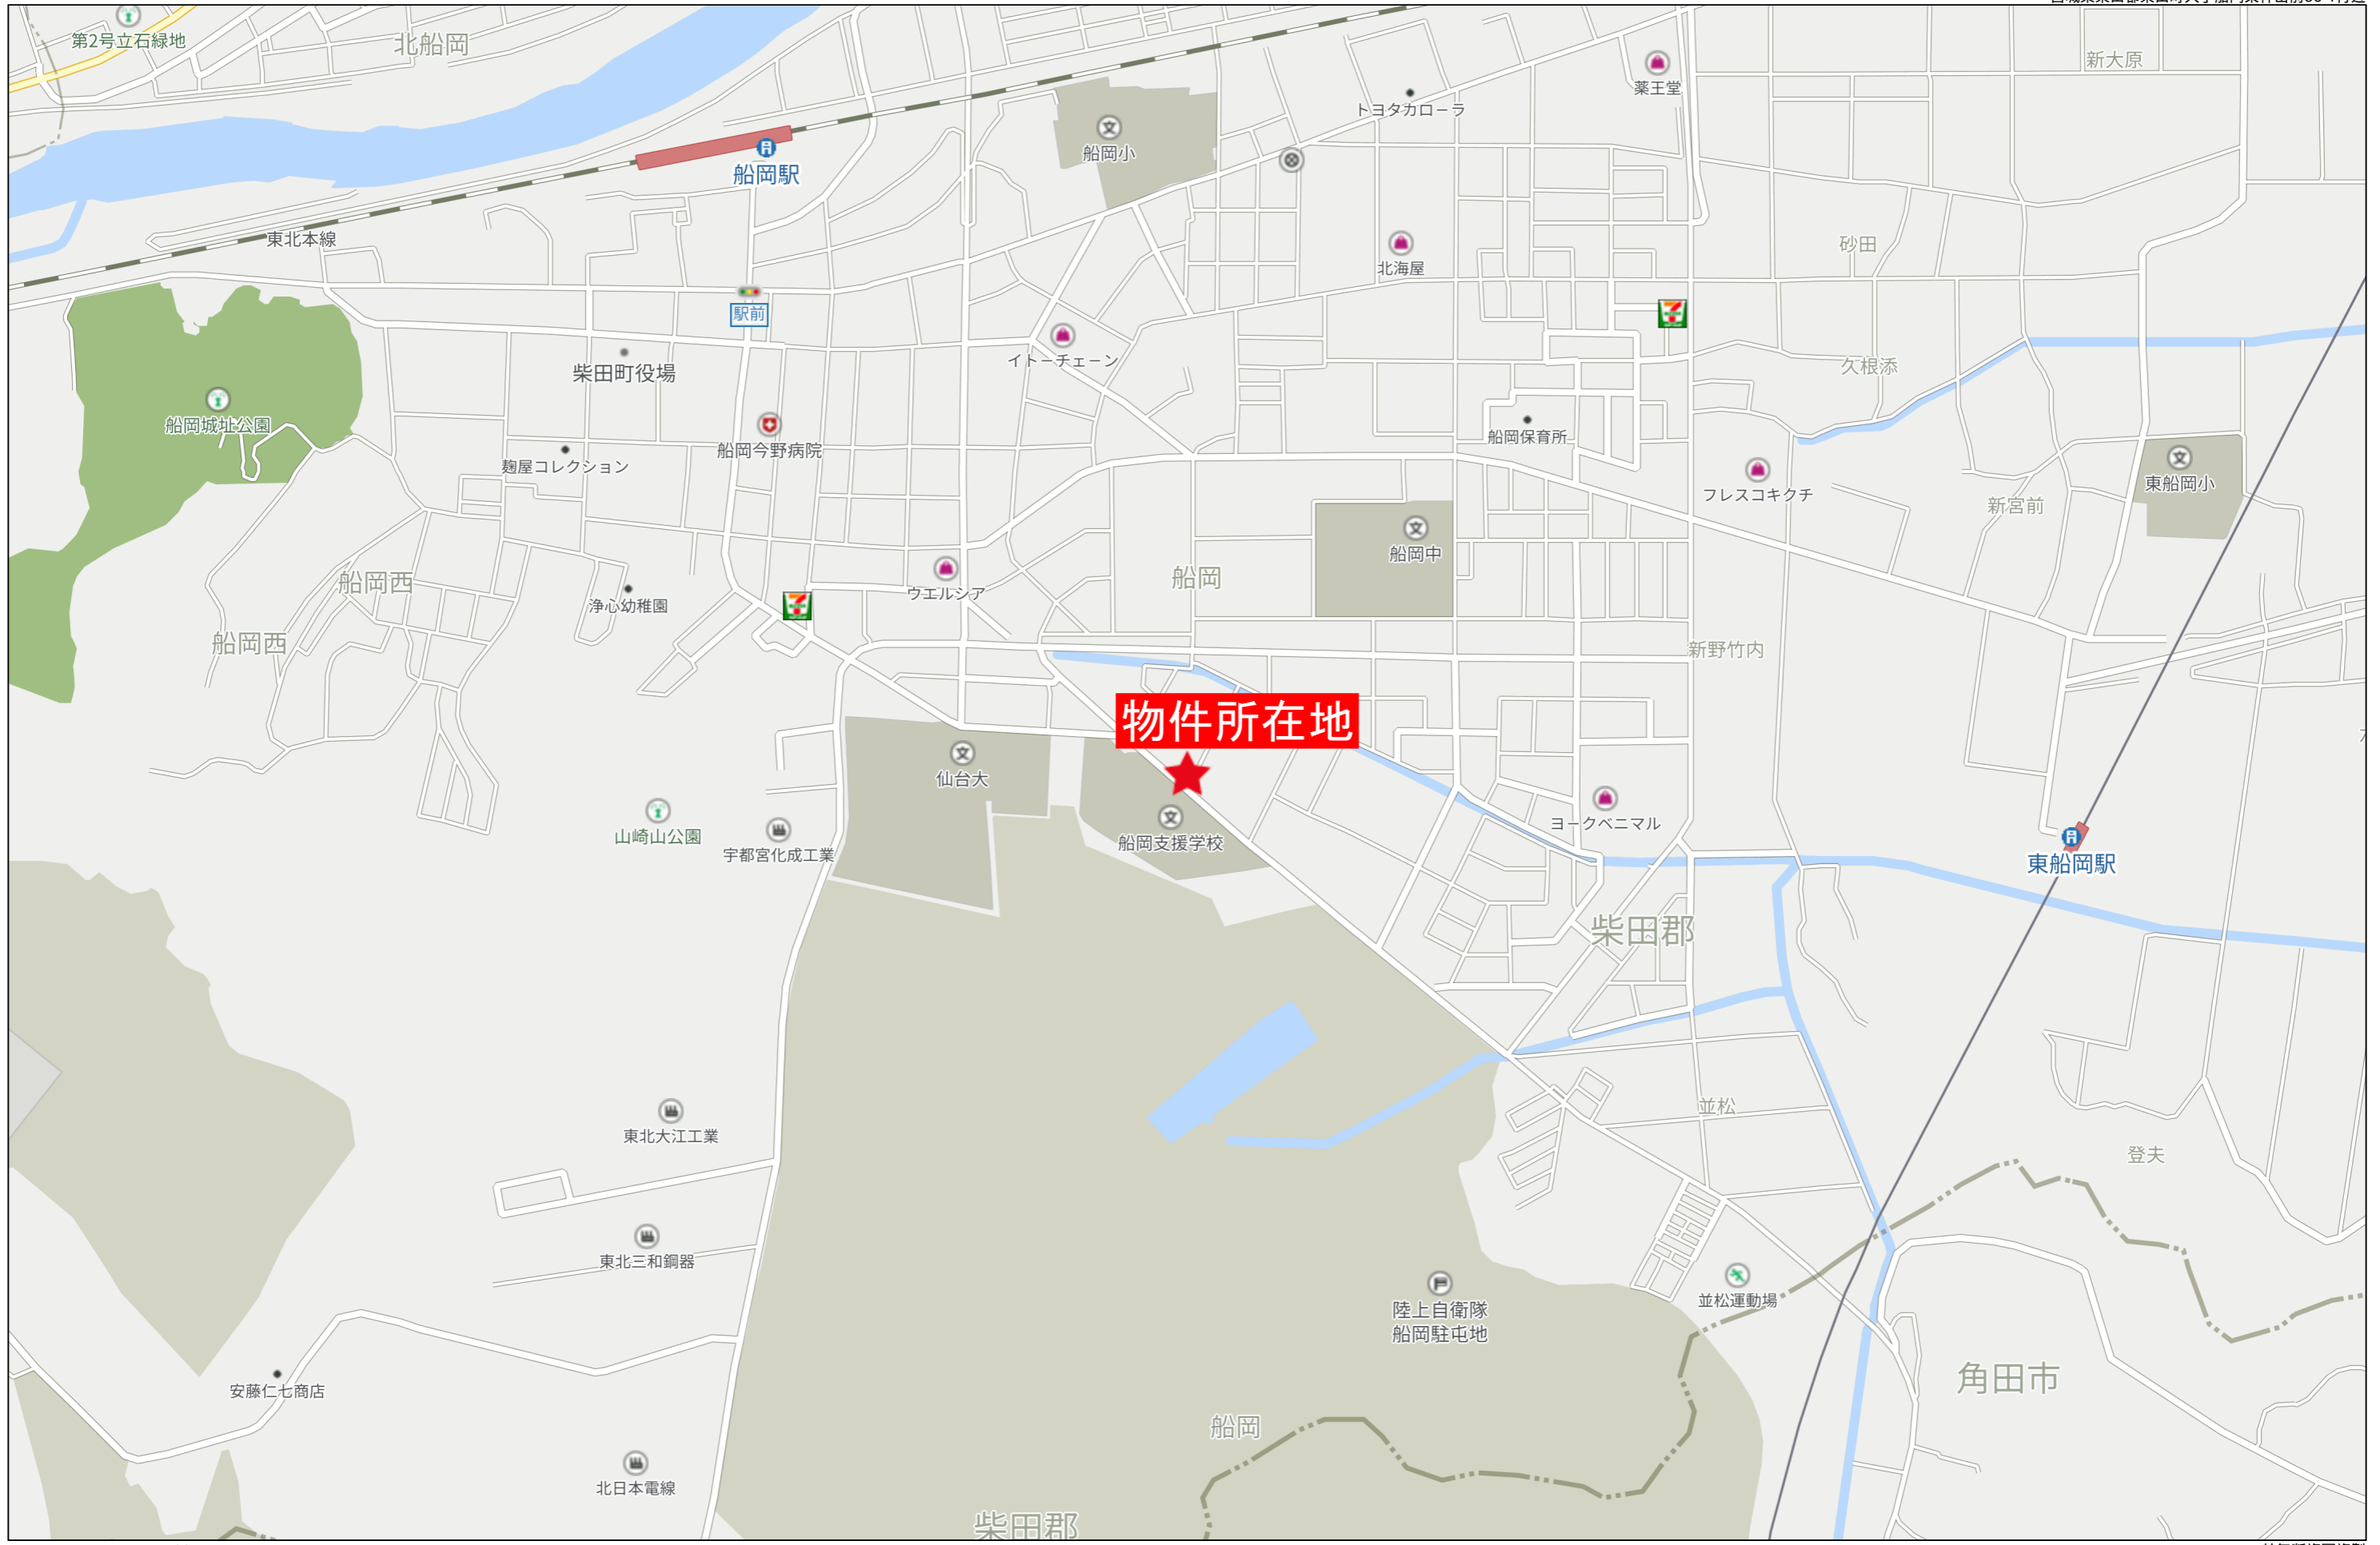 第2号立石緑地
北船岡
新大原
薬王堂
トヨタカローラ
船岡小
船岡駅
東北本線
砂田
北海屋
駅前
イトーチェーン
柴田町役場
久根添
船岡城址公園
船岡今野病院
船岡保育所
麹屋コレクション
フレスコキクチ
東船岡小
新宮前
船岡中
船岡西
船岡
ウエルシア
浄心幼稚園
船岡西
新野竹内
物件所在地
仙台大
山崎山公園
ヨークベニマル
船岡支援学校
宇都宮化成工業
東船岡駅
柴田郡
並松
東北大江工業
登夫
東北三和鋼器
並松運動場
陸上自衛隊
船岡駐屯地
角田市
安藤仁七商店
船岡
北日本電線
柴田郡